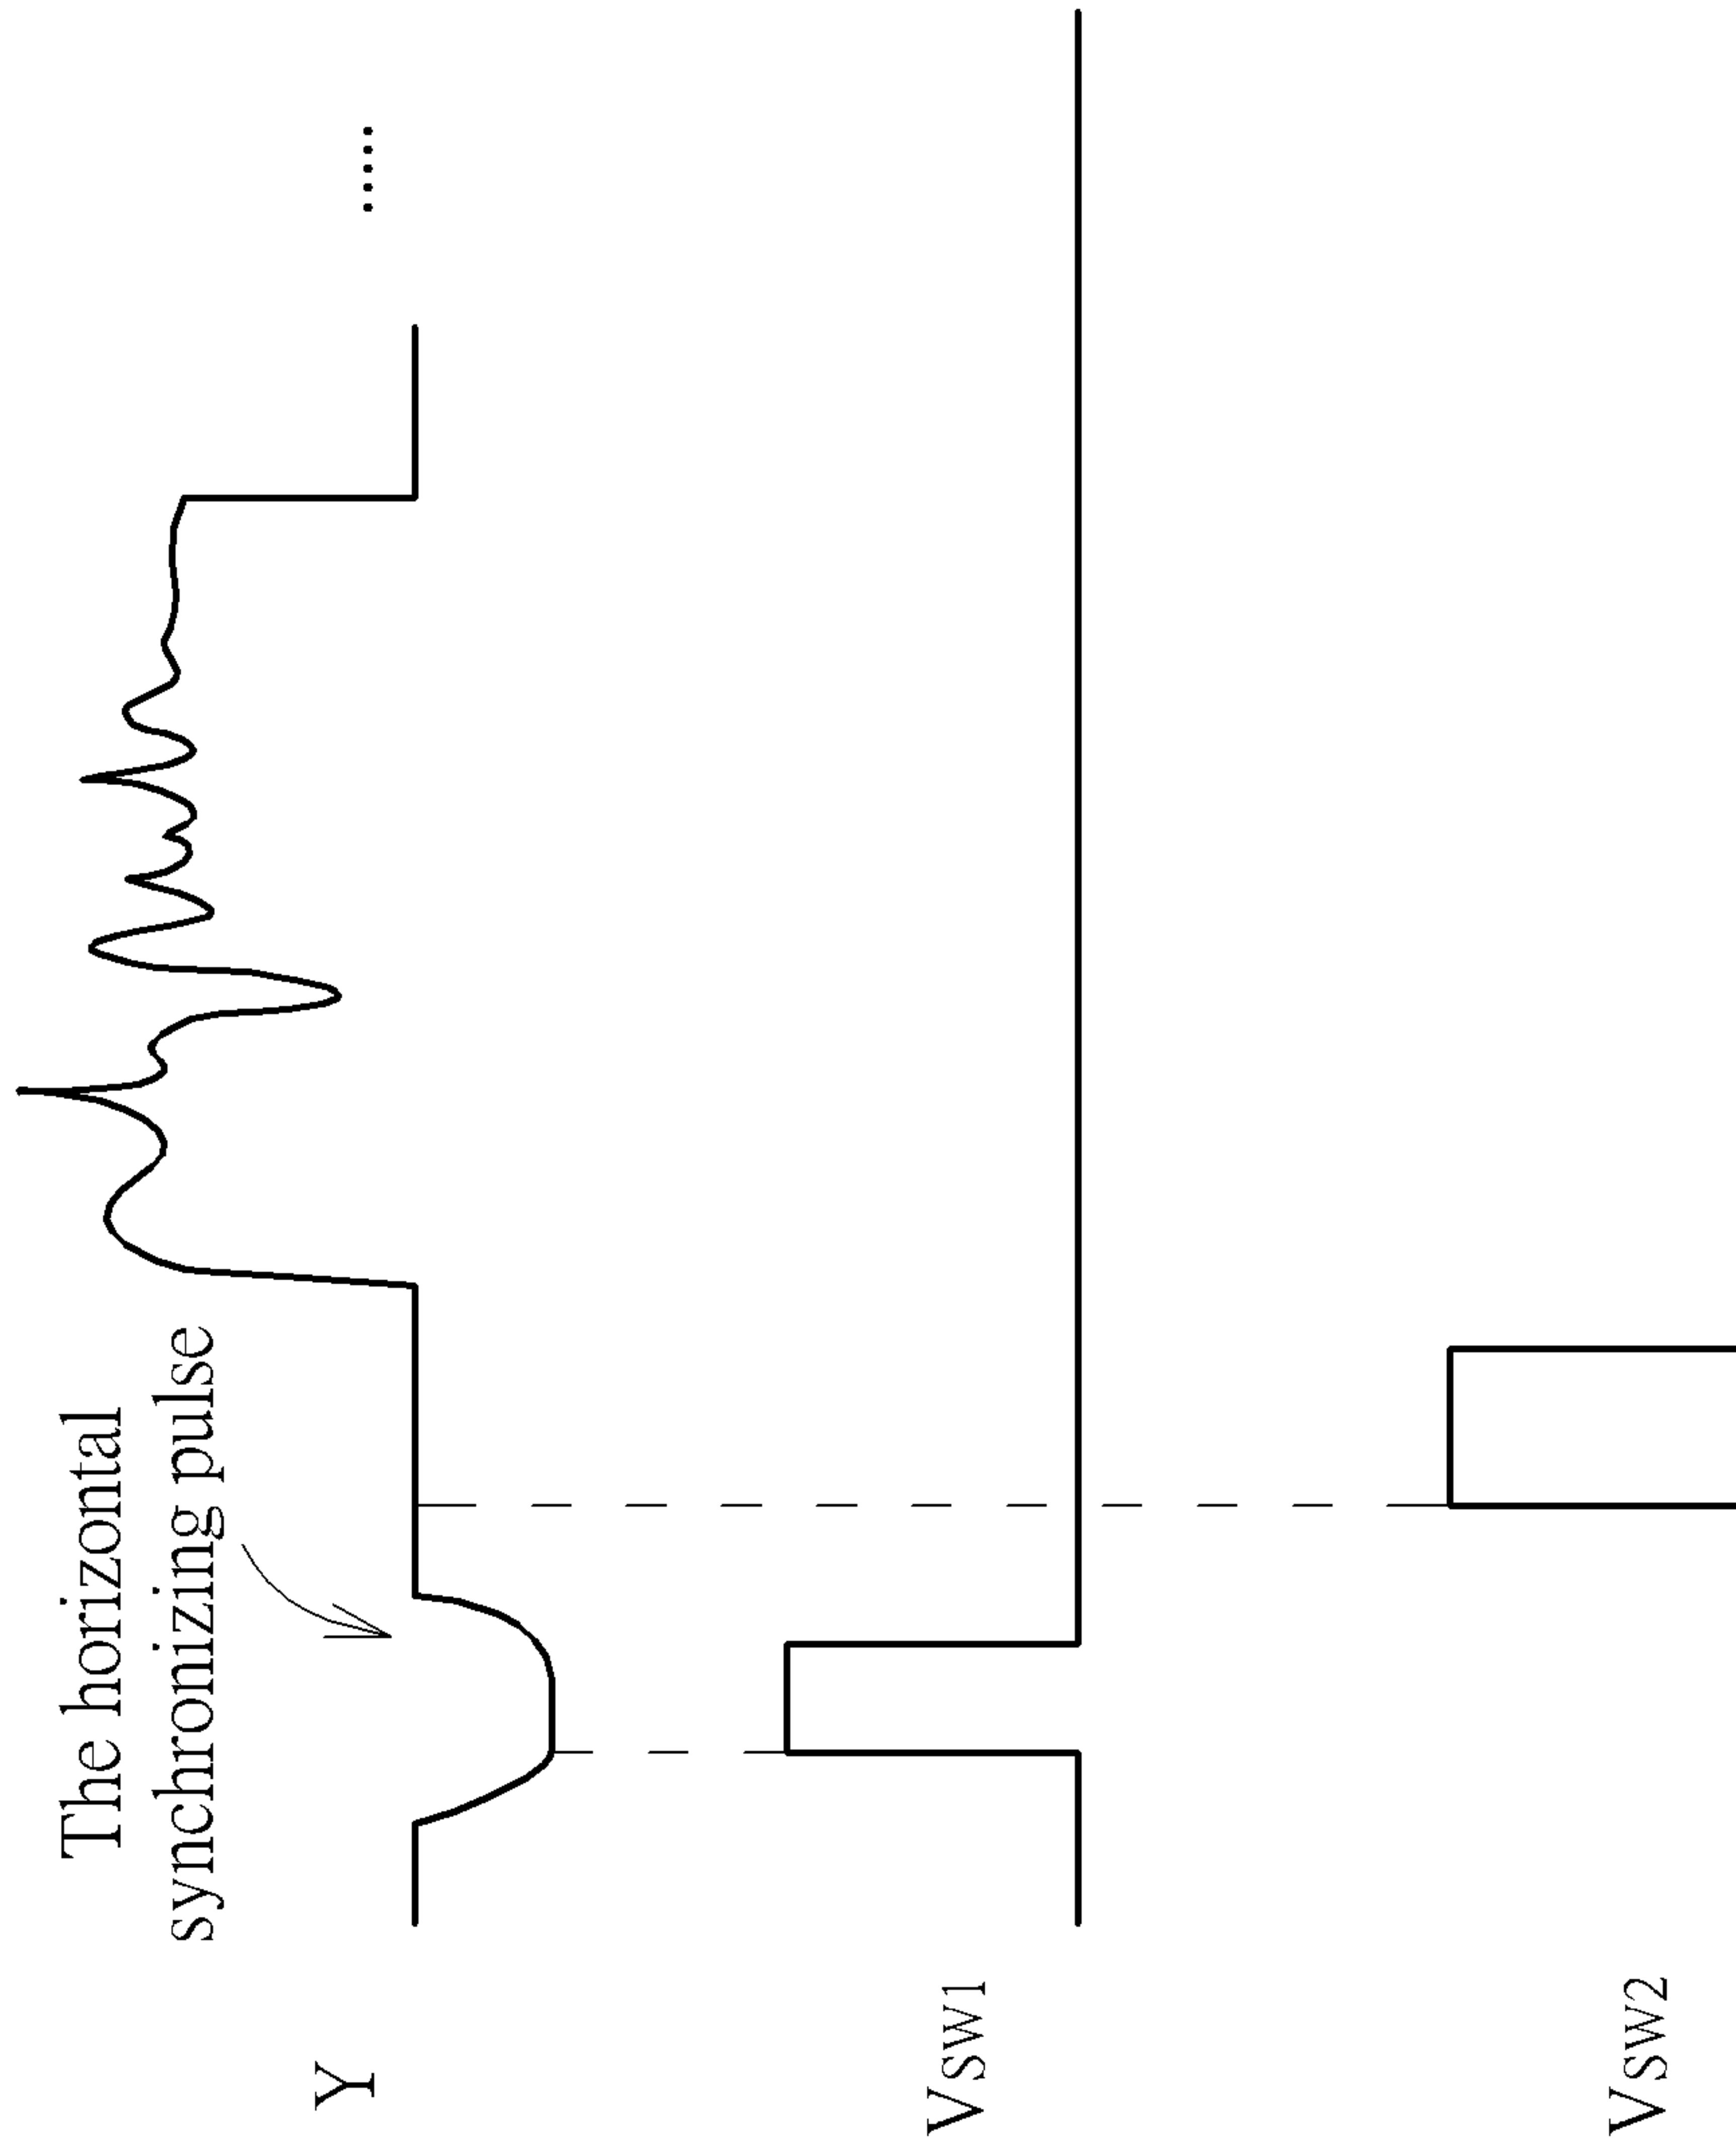 The horizontal
synchronizing pulse
Y
.....
VSW1
VSW2